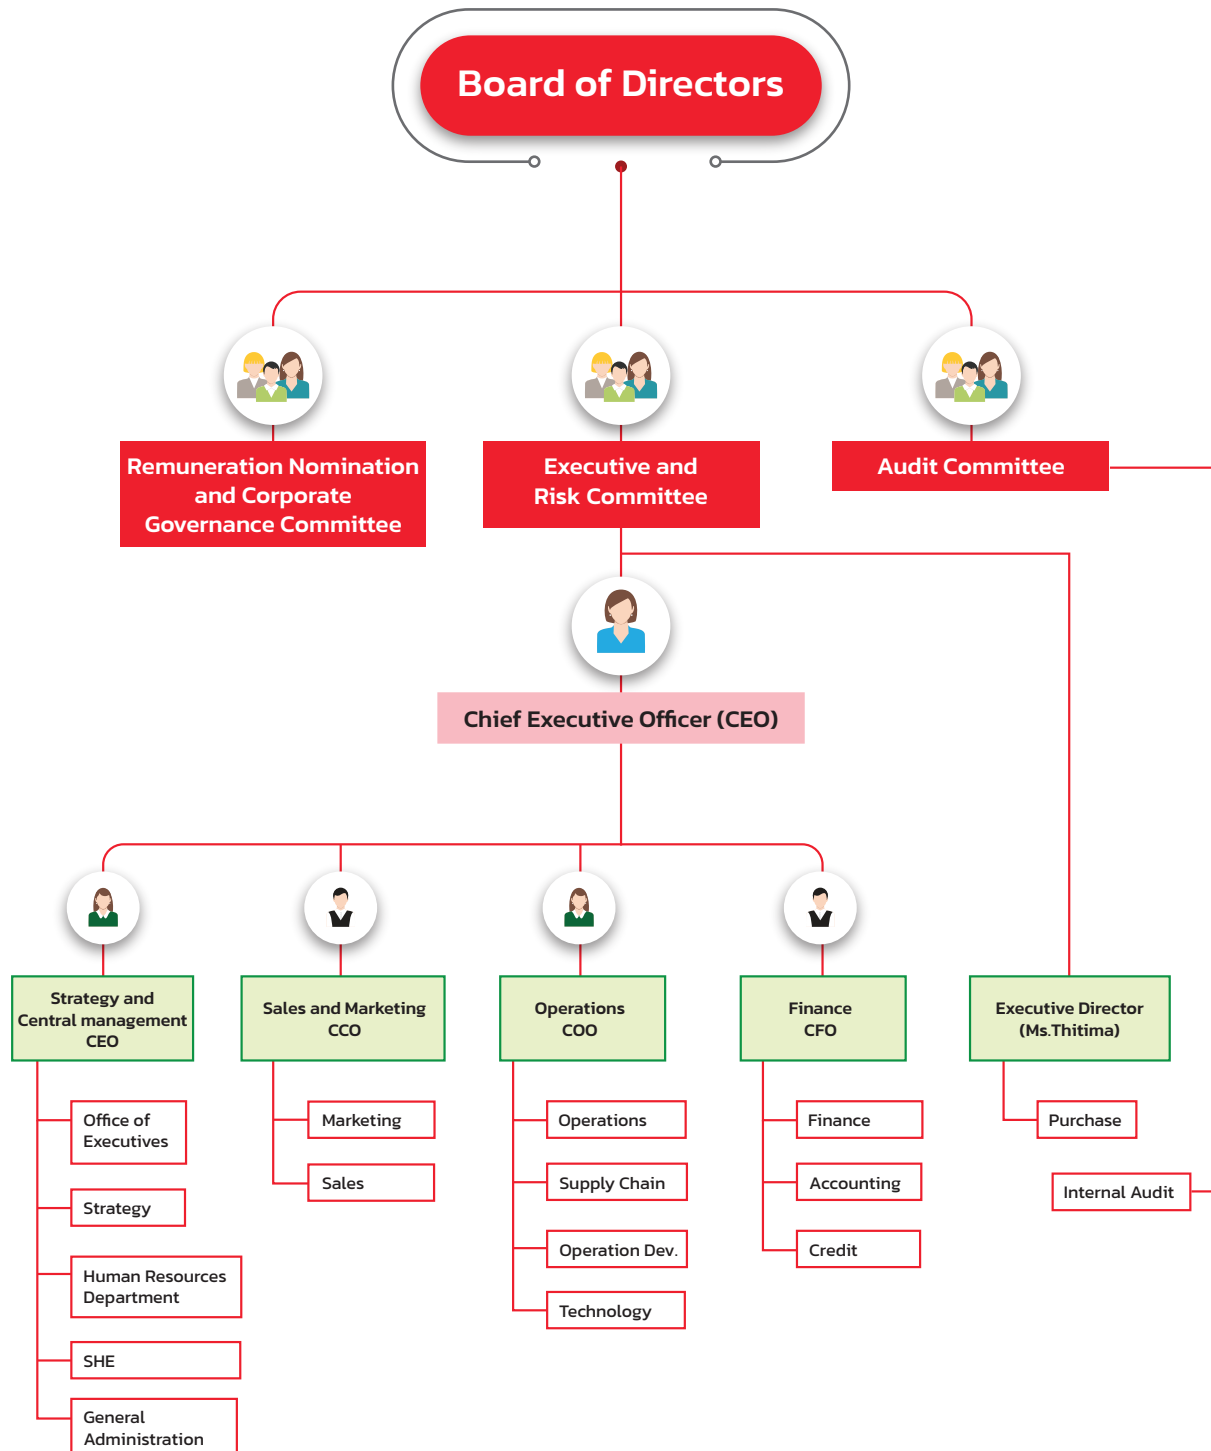 Board of Directors
Remuneration Nomination
and Corporate
Governance Committee
Executive and
Risk Committee
Audit Committee
Chief Executive Officer (CEO)
Strategy and
Central management
CEO
Sales and Marketing
CCO
Operations
COO
Finance
CFO
Executive Director
(Ms.Thitima)
Office of
Executives
Strategy
Human Resources
Department
SHE
General
Administration
Marketing
Sales
Operations
Supply Chain
Operation Dev.
Technology
Finance
Accounting
Credit
Purchase
Internal Audit